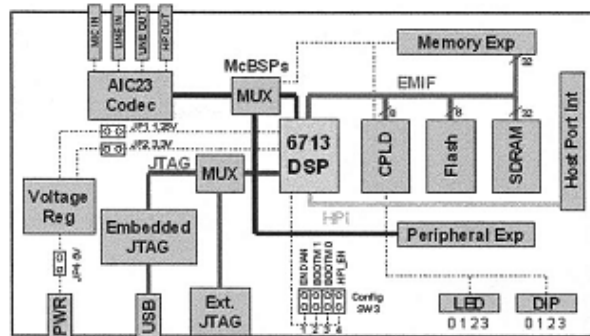 MIC IN
LINE IN
LINE OUT
HP OUT
Memory Exp
32
McBSPs
AIC23
Codec
MUX
EMIF
JP1 1.26V
JP2 3.3V
6713
DSP
8
8
32
CPLD
Flash
SDRAM
Host Port Int
JTAG
MUX
Voltage
Reg
HPI
Embedded
JTAG
Peripheral Exp
JP4 5V
ENDIAN
BOOTM 1
BOOTM 0
HPI_EN
Config
SW3
1 2 3 4
PWR
USB
Ext.
JTAG
LED
DIP
0 1 2 3
0 1 2 3